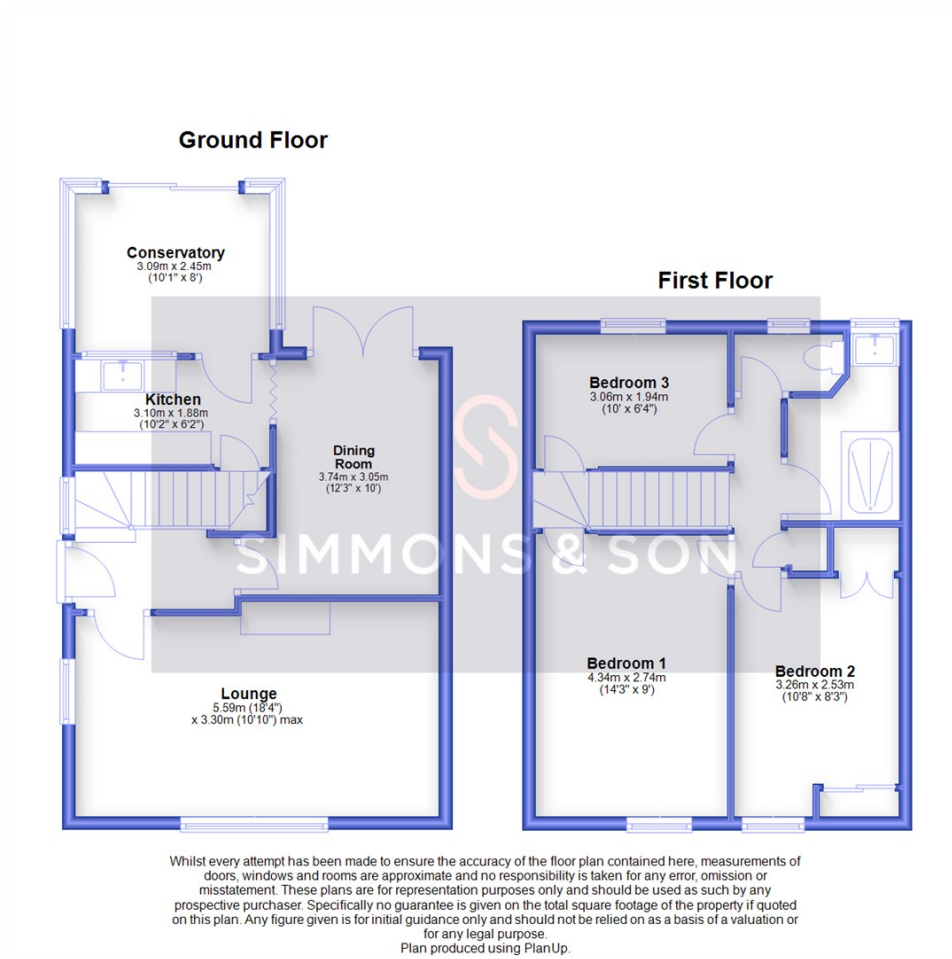 Ground Floor
Conservatory
3.09m x 2.45m
(10'1" x 8')
Kitchen
3.10m x 1.88m
(10'2" x 6'2")
Dining
Room
3.74m x 3.05m
(12'3" x 10')
Lounge
5.59m (18'4")
x 3.30m (10'10") max
First Floor
Bedroom 3
3.06m x 1.94m
(10' x 6'4")
Bedroom 1
4.34m x 2.74m
(14'3" x 9')
Bedroom 2
3.26m x 2.53m
(10'8" x 8'3")
SIMMONS & SON
Whilst every attempt has been made to ensure the accuracy of the floor plan contained here, measurements of
doors, windows and rooms are approximate and no responsibility is taken for any error, omission or
misstatement. These plans are for representation purposes only and should be used as such by any
prospective purchaser. Specifically no guarantee is given on the total square footage of the property if quoted
on this plan. Any figure given is for initial guidance only and should not be relied on as a basis of a valuation or
for any legal purpose.
Plan produced using PlanUp.